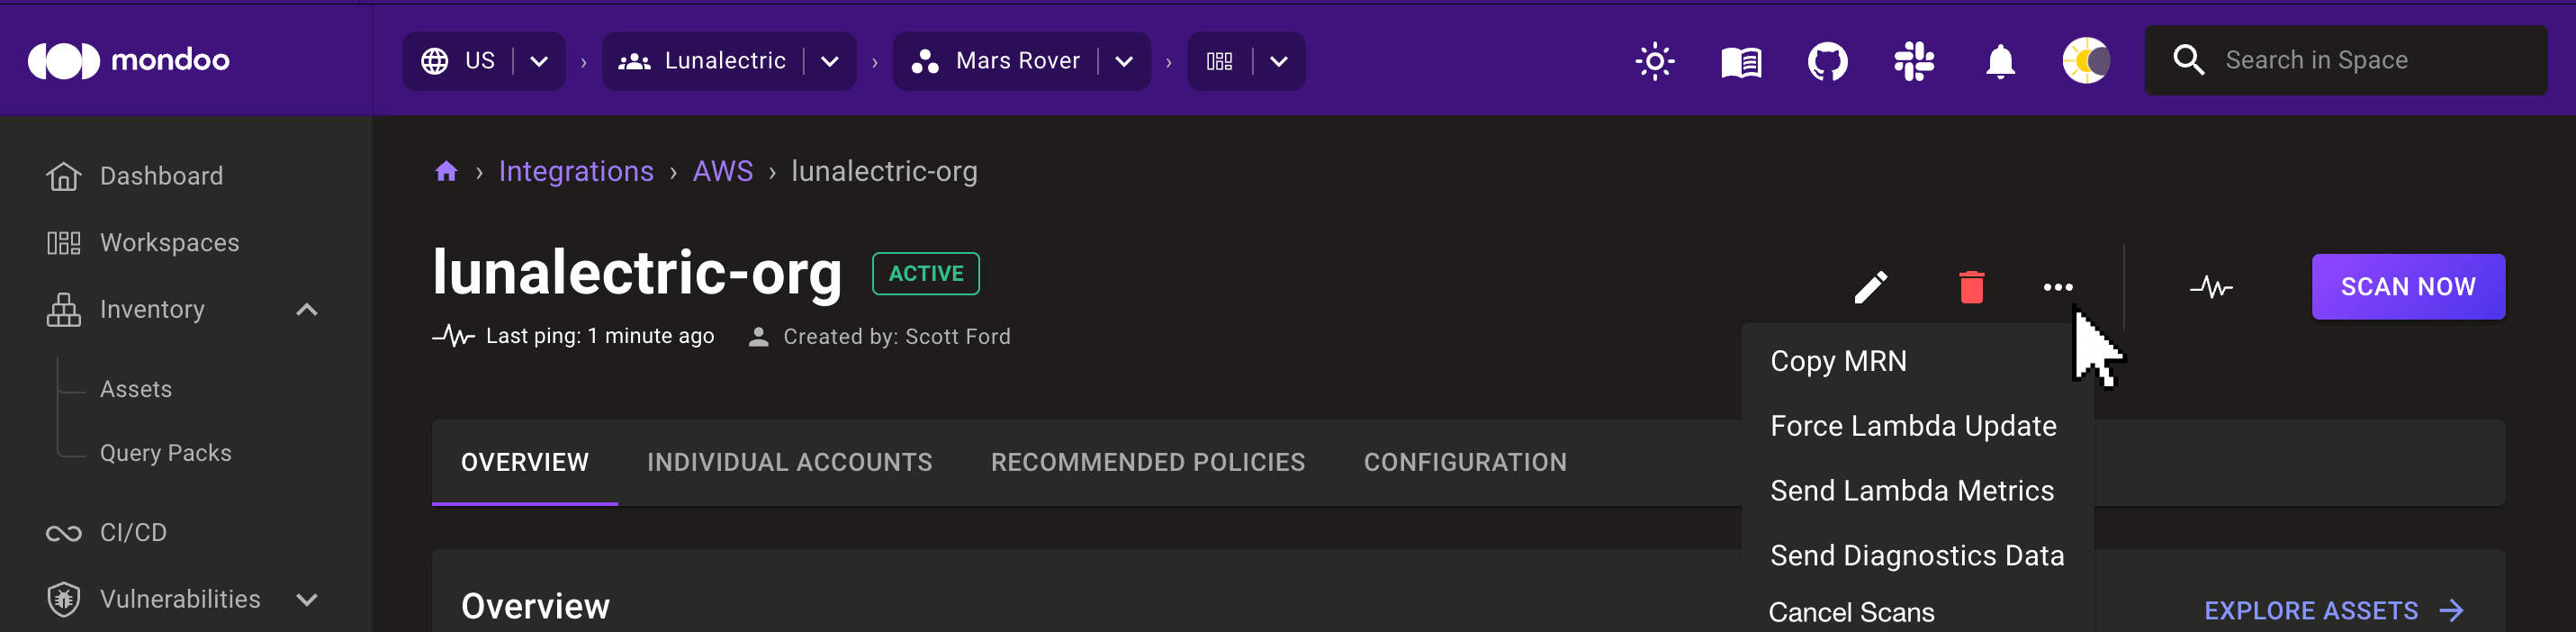 mondoo
US
Lunalectric
Mars Rover
Search in Space
Dashboard
Workspaces
Inventory
Assets
Query Packs
CI/CD
Vulnerabilities
› Integrations › AWS › lunalectric-org
lunalectric-org ACTIVE
Last ping: 1 minute ago Created by: Scott Ford
SCAN NOW
Copy MRN
Force Lambda Update
Send Lambda Metrics
Send Diagnostics Data
Cancel Scans
OVERVIEW INDIVIDUAL ACCOUNTS RECOMMENDED POLICIES CONFIGURATION
Overview
EXPLORE ASSETS